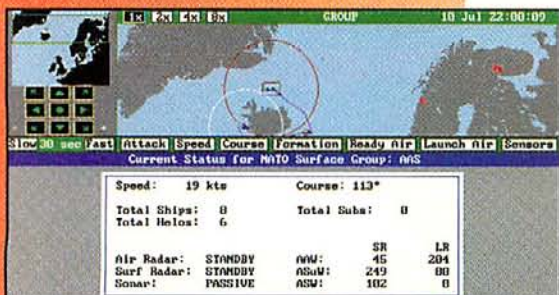 1x 2x 4x 8x GROUP 10 Jul 22:00:09
Slow 30 sec Fast Attack Speed Course Formation Ready Air Launch Air Sensors
Current Status for NATO Surface Group: AAS
Speed: 19 kts Course: 113°
Total Ships: 8 Total Subs: 0
Total Helos: 6
SR LR
Air Radar: STANDBY AAW: 45 204
Surf Radar: STANDBY ASuW: 249 80
Sonar: PASSIVE ASW: 102 0